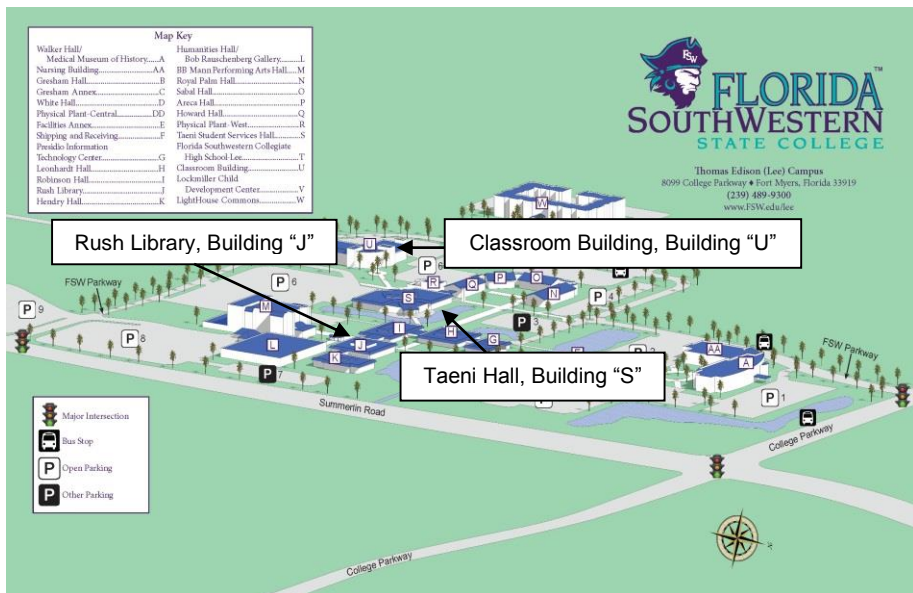 Map Key
Walker Hall/
Medical Museum of History......A
Nursing Building......AA
Gresham Hall......B
Gresham Annex......C
White Hall......D
Physical Plant-Central......DD
Facilities Annex......E
Shipping and Receiving......F
Presidio Information
Technology Center......G
Leonhardt Hall......H
Robinson Hall......I
Rush Library......J
Hendry Hall......K
Humanities Hall/
Bob Rauschenberg Gallery......L
BB Mann Performing Arts Hall......M
Royal Palm Hall......N
Sabal Hall......O
Areca Hall......P
Howard Hall......Q
Physical Plant-West......R
Taeni Student Services Hall......S
Florida Southwestern Collegiate
High School-Lee......T
Classroom Building......U
Lockmiller Child
Development Center......V
LightHouse Commons......W
FSW
FLORIDA™
SOUTHWESTERN
STATE COLLEGE
Thomas Edison (Lee) Campus
8099 College Parkway ♦ Fort Myers, Florida 33919
(239) 489-9300
www.FSW.edu/lee
W
Rush Library, Building “J”
U
Classroom Building, Building “U”
P 6
FSW Parkway
P 6
R
Q
P
O
N
S
P 4
P 9
M
P 3
P 8
I
H
G
L
J
K
P 7
Taeni Hall, Building “S”
AA
A
FSW Parkway
P 1
Summerlin Road
College Parkway
Major Intersection
Bus Stop
P Open Parking
P Other Parking
College Parkway